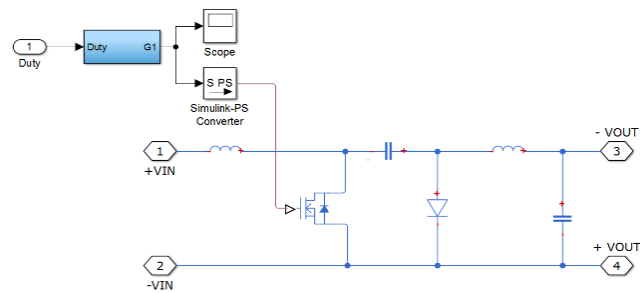 1
Duty
Duty G1
Scope
S PS
Simulink-PS
Converter
1
+VIN
- VOUT
3
2
-VIN
+ VOUT
4